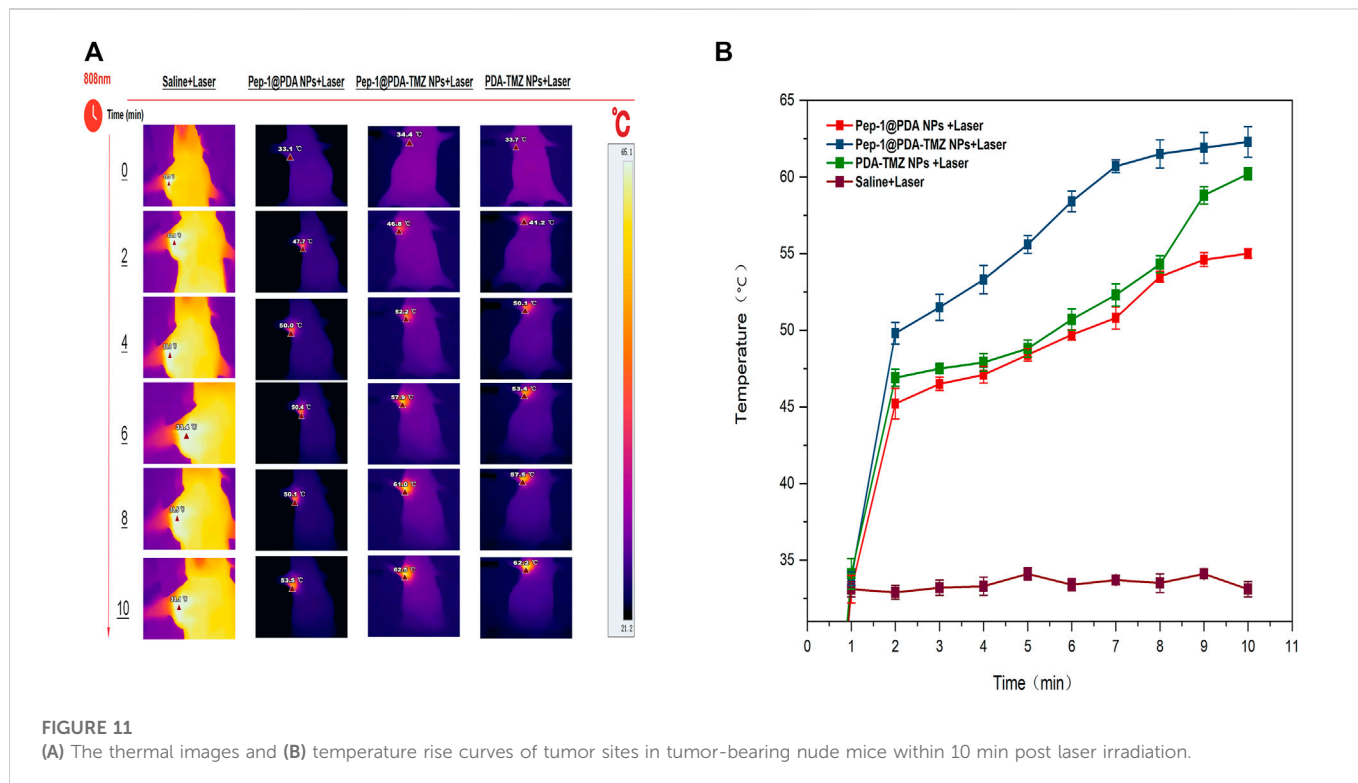 A
808nm
Saline+Laser Pep-1@PDA NPs+Laser Pep-1@PDA-TMZ NPs+Laser PDA-TMZ NPs+Laser
Time (min)
℃
65.1
0
33.1 ℃ 34.4 ℃ 33.7 ℃
2
47.7 ℃ 46.8 ℃ 41.2 ℃
4
50.0 ℃ 52.2 ℃ 50.1 ℃
6
33.4 ℃ 50.4 ℃ 57.9 ℃ 53.4 ℃
8
50.1 ℃ 61.0 ℃ 57.5 ℃
10
53.5 ℃ 62.2 ℃
21.2
B
65
60
55
50
45
40
35
Temperature（°C）
Pep-1@PDA NPs +Laser
Pep-1@PDA-TMZ NPs+Laser
PDA-TMZ NPs +Laser
Saline+Laser
0 1 2 3 4 5 6 7 8 9 10 11
Time（min）
FIGURE 11
(A) The thermal images and (B) temperature rise curves of tumor sites in tumor-bearing nude mice within 10 min post laser irradiation.